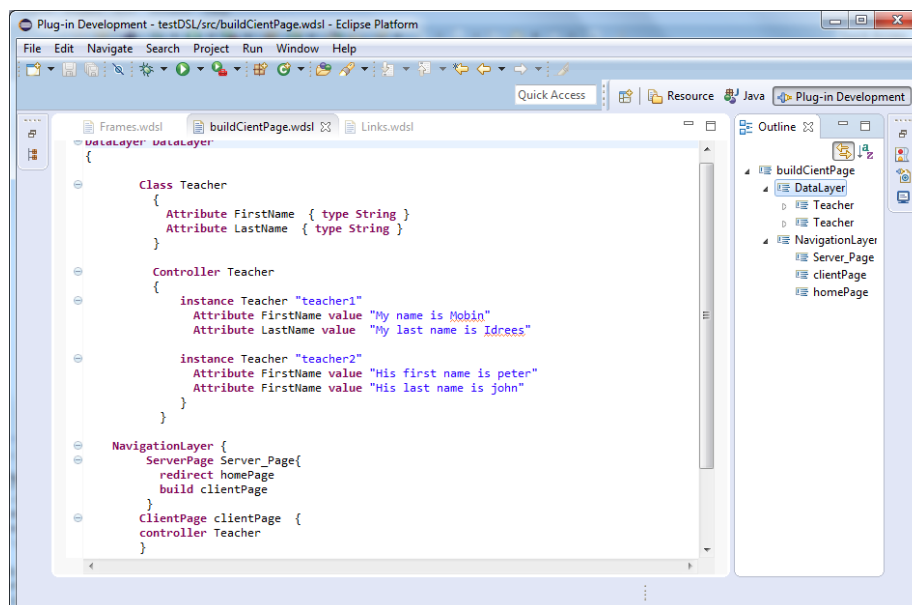 Plug-in Development - testDSL/src/buildCientPage.wdsl - Eclipse Platform
File Edit Navigate Search Project Run Window Help
Quick Access Resource Java Plug-in Development
Frames.wdsl buildCientPage.wdsl Links.wdsl
DataLayer DataLayer
{
Class Teacher
{
Attribute FirstName { type String }
Attribute LastName { type String }
}
Controller Teacher
{
instance Teacher "teacher1"
Attribute FirstName value "My name is Mobin"
Attribute LastName value "My last name is Idrees"
instance Teacher "teacher2"
Attribute FirstName value "His first name is peter"
Attribute FirstName value "His last name is john"
}
}
NavigationLayer {
ServerPage Server_Page{
redirect homePage
build clientPage
}
ClientPage clientPage {
controller Teacher
}
Outline
buildCientPage
DataLayer
Teacher
Teacher
NavigationLayer
Server_Page
clientPage
homePage